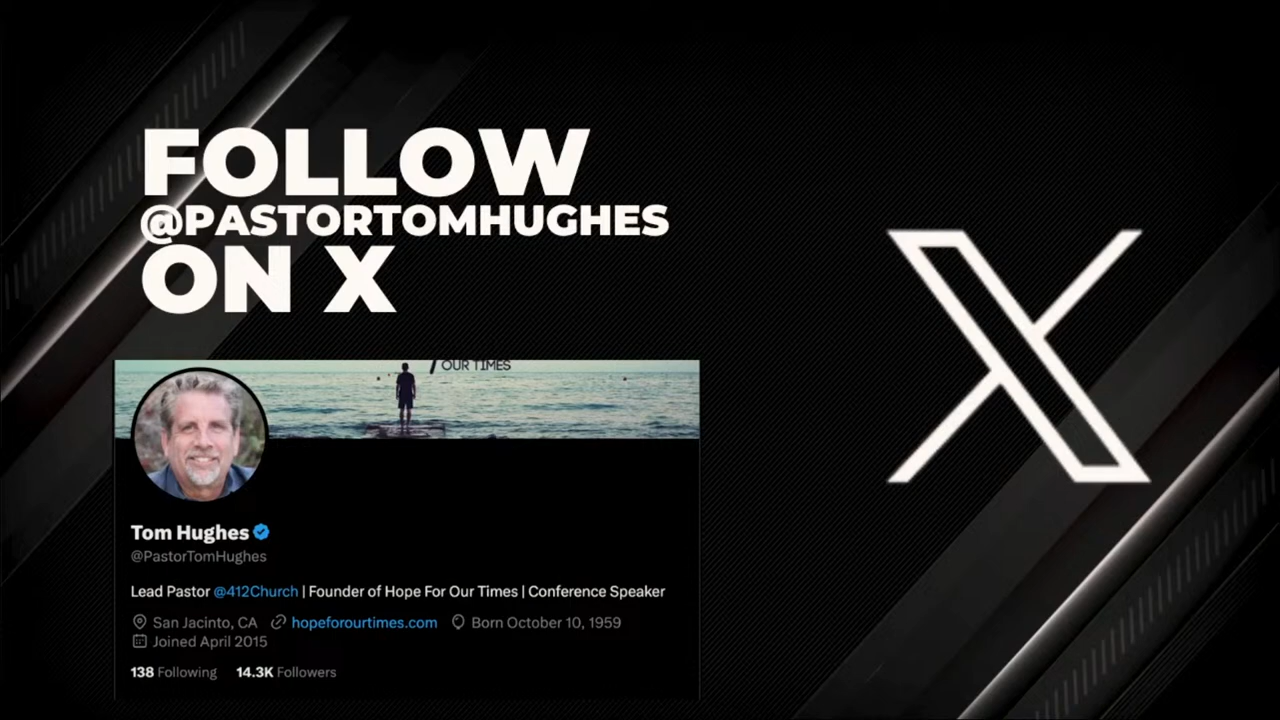 FOLLOW
@PASTORTOMHUGHES
ON X
OUR TIMES
Tom Hughes
@PastorTomHughes
Lead Pastor @412Church | Founder of Hope For Our Times | Conference Speaker
San Jacinto, CA hopeforourtimes.com Born October 10, 1959
Joined April 2015
138 Following 14.3K Followers